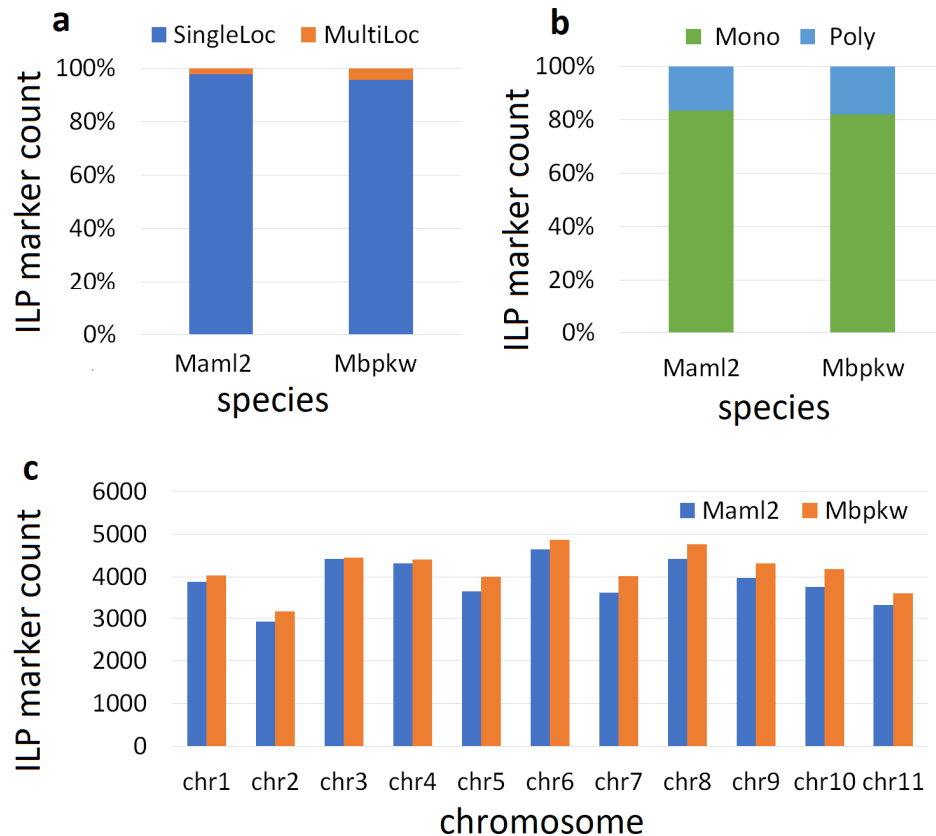 a
SingleLoc MultiLoc
ILP marker count
100%
80%
60%
40%
20%
0%
Maml2 Mbpkw
species
b
Mono Poly
ILP marker count
100%
80%
60%
40%
20%
0%
Maml2 Mbpkw
species
c
Maml2 Mbpkw
ILP marker count
6000
5000
4000
3000
2000
1000
0
chr1 chr2 chr3 chr4 chr5 chr6 chr7 chr8 chr9 chr10 chr11
chromosome